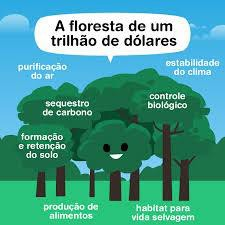 A floresta de um
trilhão de dólares
purificação
do ar
estabilidade
do clima
sequestro
de carbono
controle
biológico
formação
e retenção
do solo
produção de
alimentos
habitat para
vida selvagem